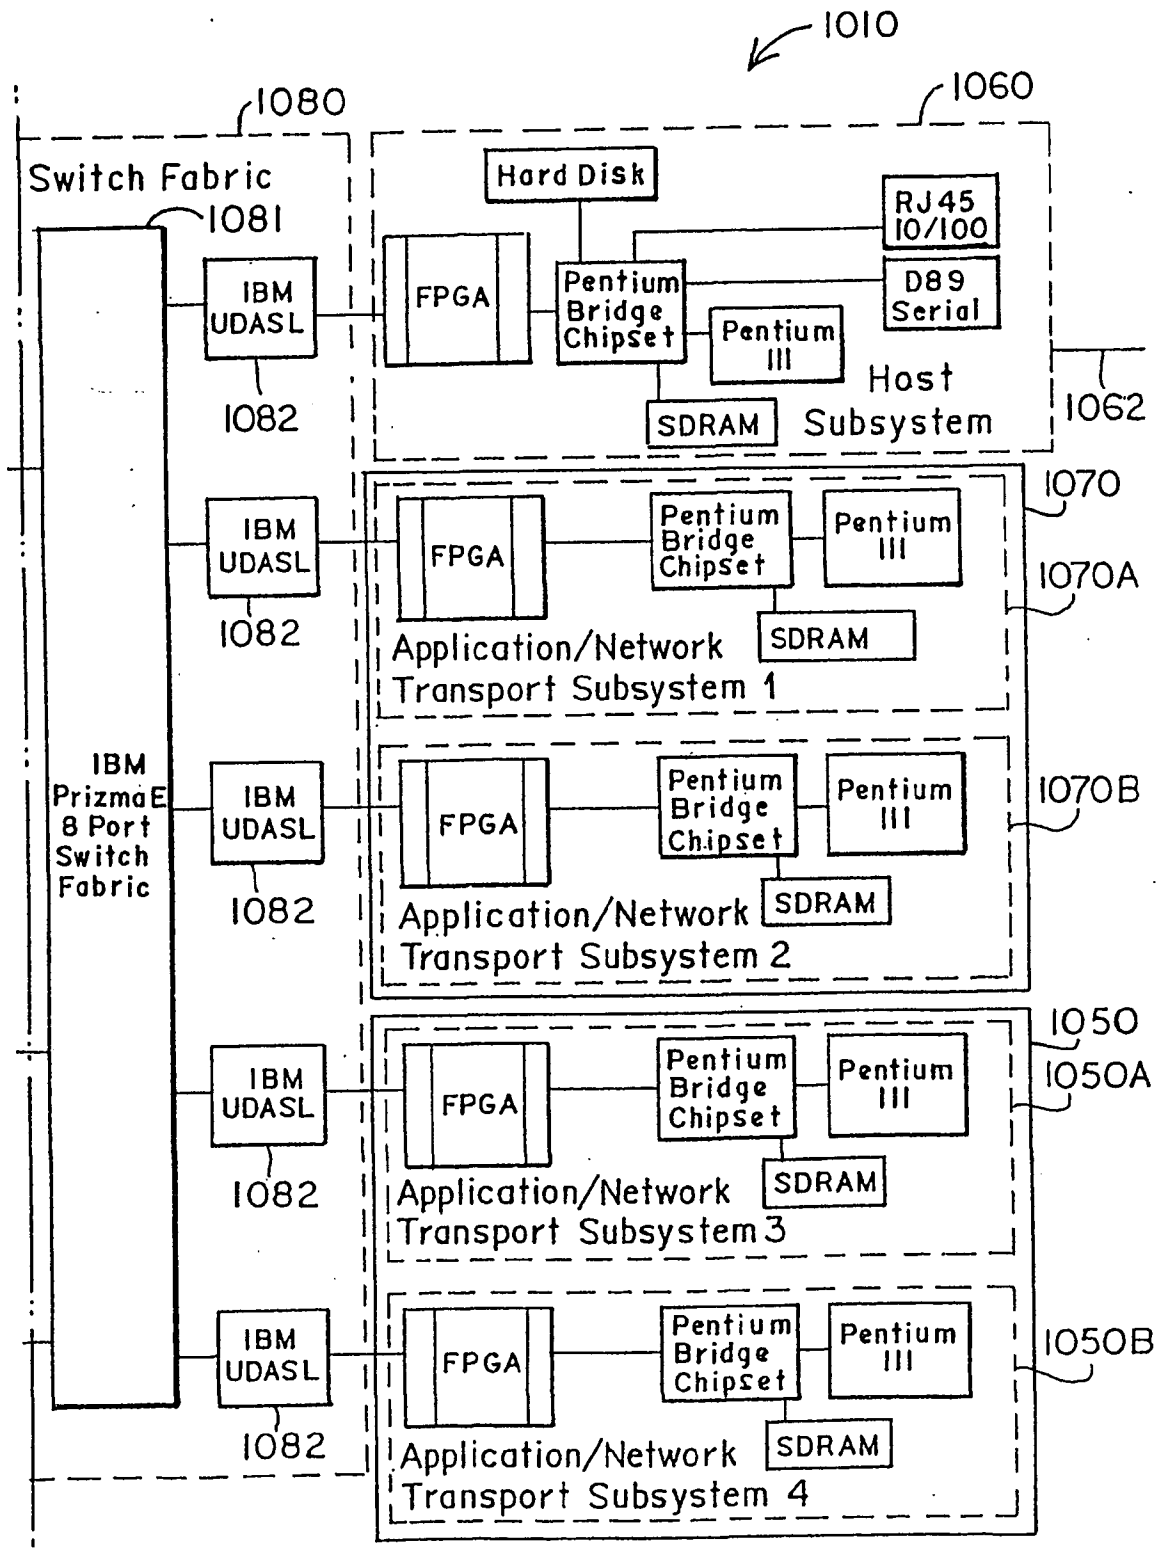 1010
1080
1060
Switch Fabric
1081
Hard Disk
RJ45
10/100
IBM
UDASL
FPGA
Pentium
Bridge
Chipset
D89
Serial
Pentium
III
1082
SDRAM
Host
Subsystem
1062
1070
IBM
UDASL
FPGA
Pentium
Bridge
Chipset
Pentium
III
1070A
1082
SDRAM
Application/Network
Transport Subsystem 1
IBM
PrizmaE
8 Port
Switch
Fabric
IBM
UDASL
FPGA
Pentium
Bridge
Chipset
Pentium
III
1070B
1082
SDRAM
Application/Network
Transport Subsystem 2
1050
IBM
UDASL
FPGA
Pentium
Bridge
Chipset
Pentium
III
1050A
1082
SDRAM
Application/Network
Transport Subsystem 3
IBM
UDASL
FPGA
Pentium
Bridge
Chipset
Pentium
III
1050B
1082
SDRAM
Application/Network
Transport Subsystem 4